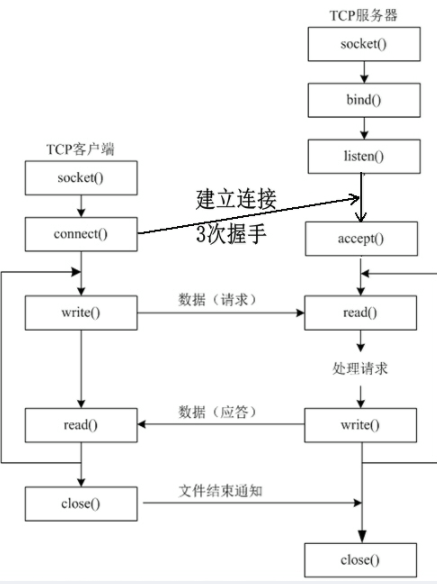 TCP服务器
socket()
bind()
listen()
TCP客户端
socket()
建立连接
3次握手
connect()
accept()
write()
数据（请求）
read()
处理请求
read()
数据（应答）
write()
close()
文件结束通知
close()